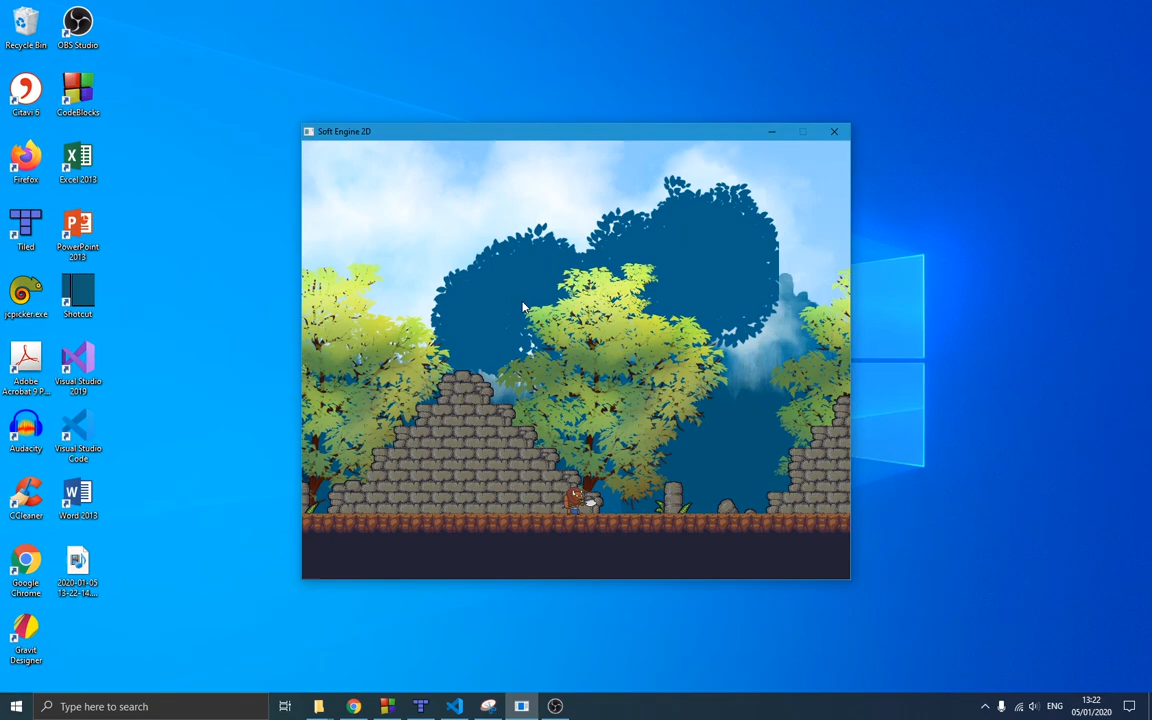 Recycle Bin
OBS Studio
Citavi 6
CodeBlocks
Firefox
Excel 2013
Tiled
PowerPoint
2013
jcpicker.exe
Shotcut
Adobe
Acrobat 9 P...
Visual Studio
2019
Audacity
Visual Studio
Code
CCleaner
Word 2013
Google
Chrome
2020-01-05
13-22-14....
Gravit
Designer
Soft Engine 2D
Type here to search
ENG
13:22
05/01/2020